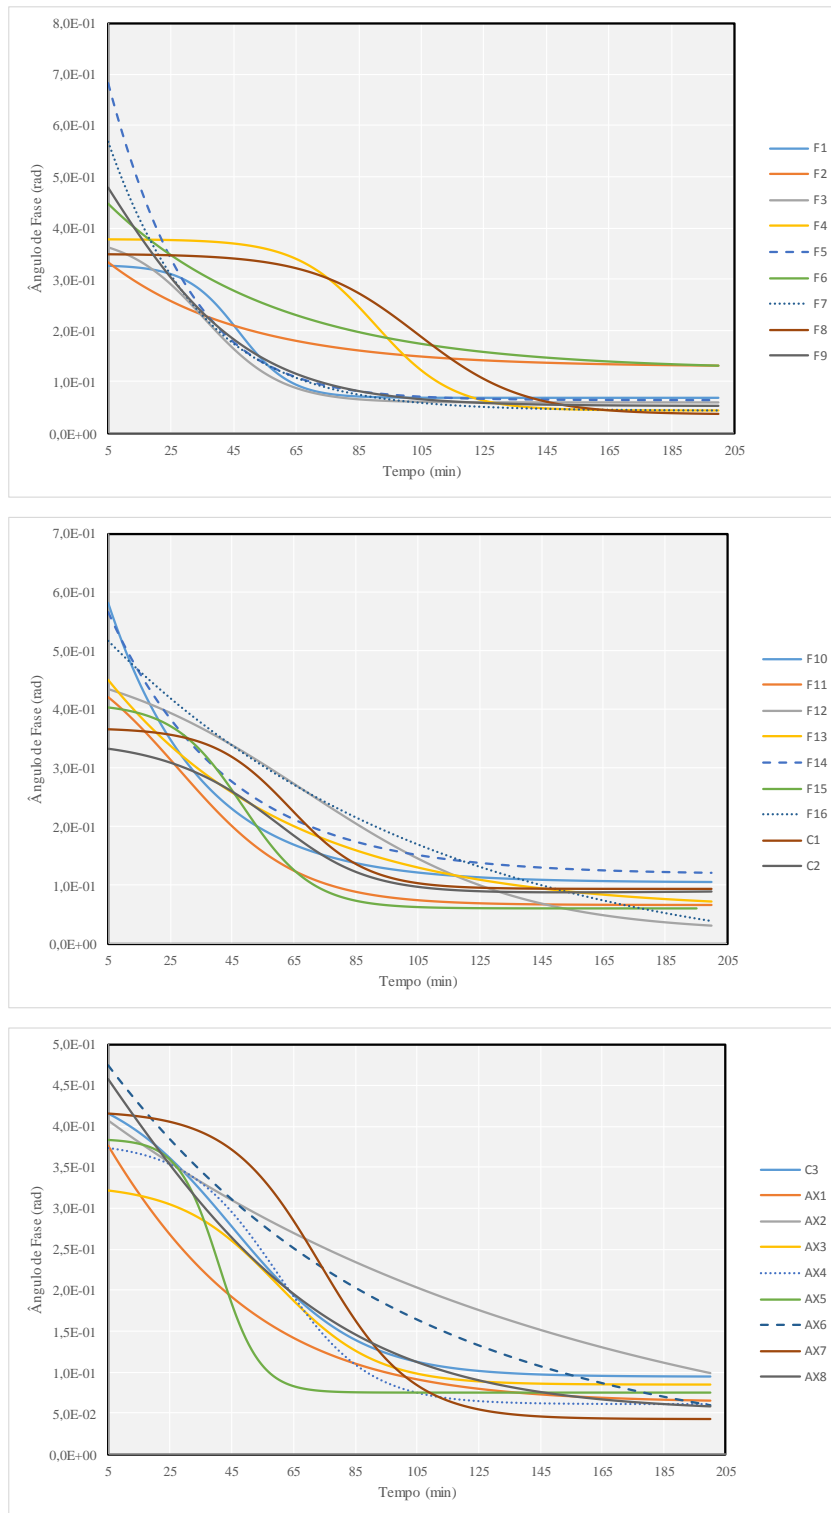 8,0E-01
7,0E-01
6,0E-01
5,0E-01
4,0E-01
3,0E-01
2,0E-01
1,0E-01
0,0E+00
Ângulo de Fase (rad)
5 25 45 65 85 105 125 145 165 185 205
Tempo (min)
F1
F2
F3
F4
F5
F6
F7
F8
F9
7,0E-01
6,0E-01
5,0E-01
4,0E-01
3,0E-01
2,0E-01
1,0E-01
0,0E+00
Ângulo de Fase (rad)
5 25 45 65 85 105 125 145 165 185 205
Tempo (min)
F10
F11
F12
F13
F14
F15
F16
C1
C2
5,0E-01
4,5E-01
4,0E-01
3,5E-01
3,0E-01
2,5E-01
2,0E-01
1,5E-01
1,0E-01
5,0E-02
0,0E+00
Ângulo de Fase (rad)
5 25 45 65 85 105 125 145 165 185 205
Tempo (min)
C3
AX1
AX2
AX3
AX4
AX5
AX6
AX7
AX8